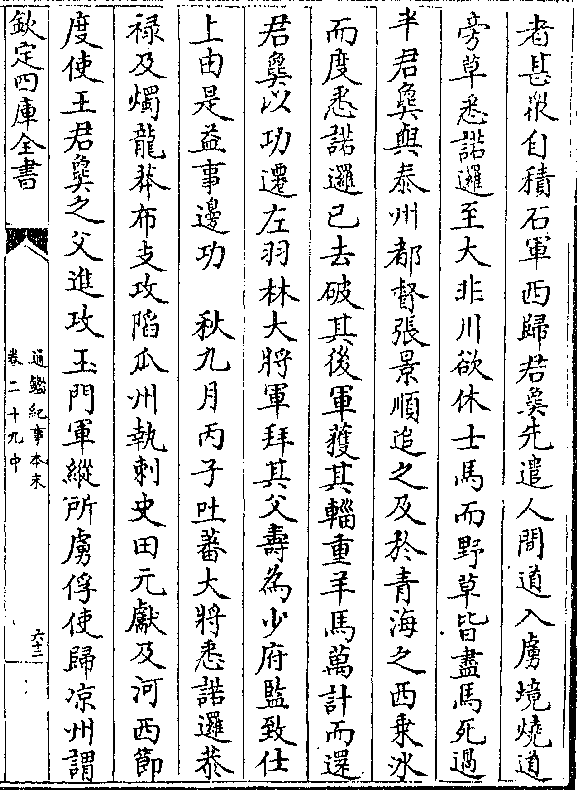 者甚衆自積石軍西歸君㚟先遣人間道入虜境燒道
旁草悉諾邏至大非川欲休士馬而野草皆盡馬死過
半君㚟與秦州都督張景順追之及於青海之西乗冰
而度悉諾邏已去破其後軍獲其輜重羊馬萬計而還
君㚟以功遷左羽林大將軍拜其父壽為少府監致仕
上由是益事邊功　秋九月丙子吐蕃大將悉諾邏恭
禄及燭龍莽布支攻陷瓜州執刺史田元獻及河西節
度使王君㚟之父進攻玉門軍縱所虜俘使歸凉州謂
欽定四庫全書
通鑑紀事本末
卷二十九中
六十二